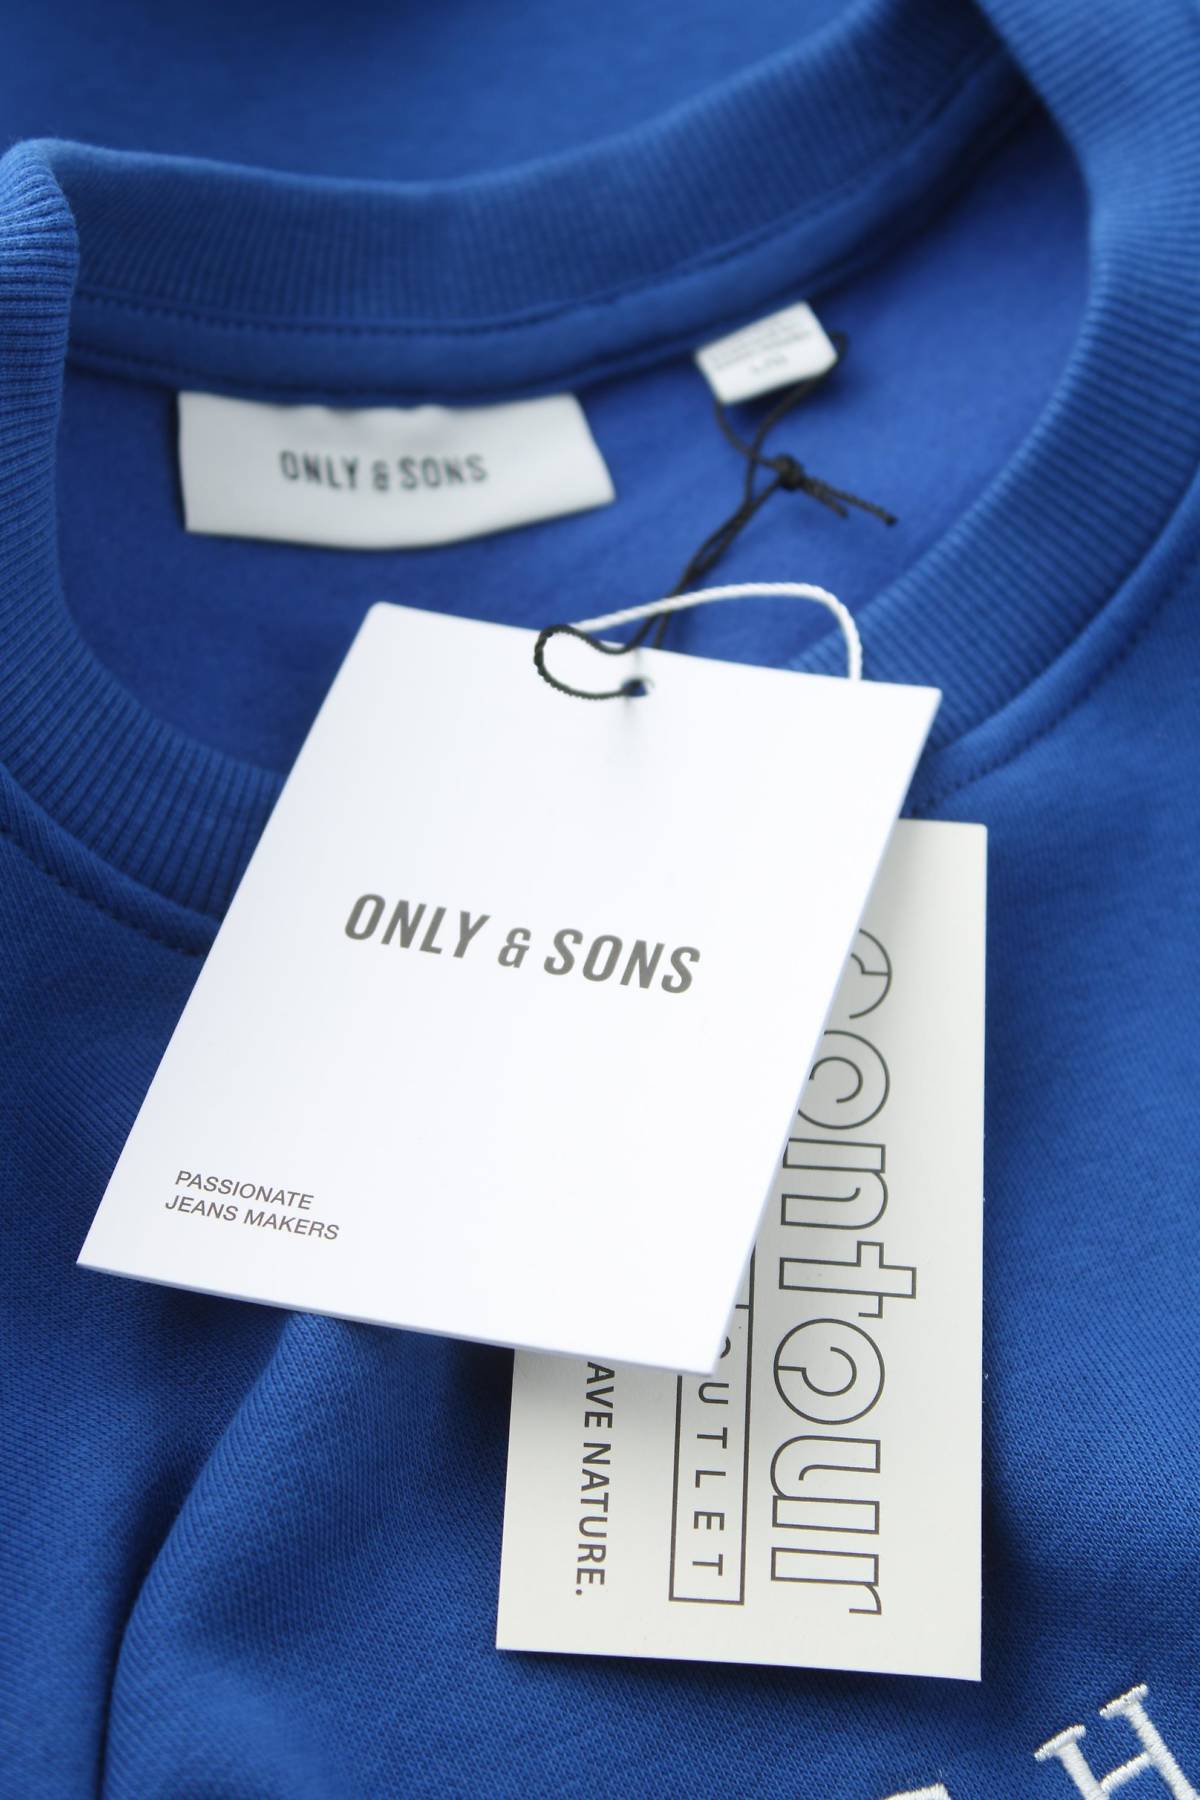 ONLY & SONS
ONLY & SONS
PASSIONATE
JEANS MAKERS
contour
OUTLET
AVE NATURE.
H